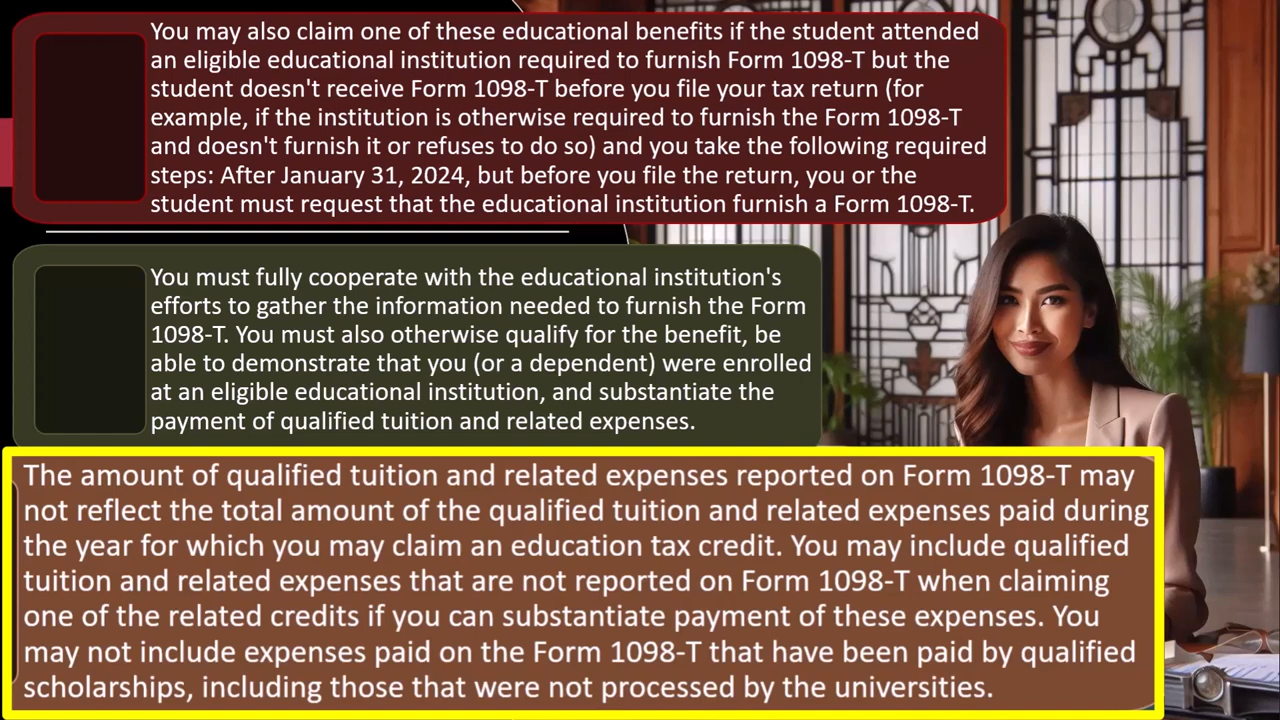 You may also claim one of these educational benefits if the student attended
an eligible educational institution required to furnish Form 1098-T but the
student doesn't receive Form 1098-T before you file your tax return (for
example, if the institution is otherwise required to furnish the Form 1098-T
and doesn't furnish it or refuses to do so) and you take the following required
steps: After January 31, 2024, but before you file the return, you or the
student must request that the educational institution furnish a Form 1098-T.
You must fully cooperate with the educational institution's
efforts to gather the information needed to furnish the Form
1098-T. You must also otherwise qualify for the benefit, be
able to demonstrate that you (or a dependent) were enrolled
at an eligible educational institution, and substantiate the
payment of qualified tuition and related expenses.
The amount of qualified tuition and related expenses reported on Form 1098-T may
not reflect the total amount of the qualified tuition and related expenses paid during
the year for which you may claim an education tax credit. You may include qualified
tuition and related expenses that are not reported on Form 1098-T when claiming
one of the related credits if you can substantiate payment of these expenses. You
may not include expenses paid on the Form 1098-T that have been paid by qualified
scholarships, including those that were not processed by the universities.